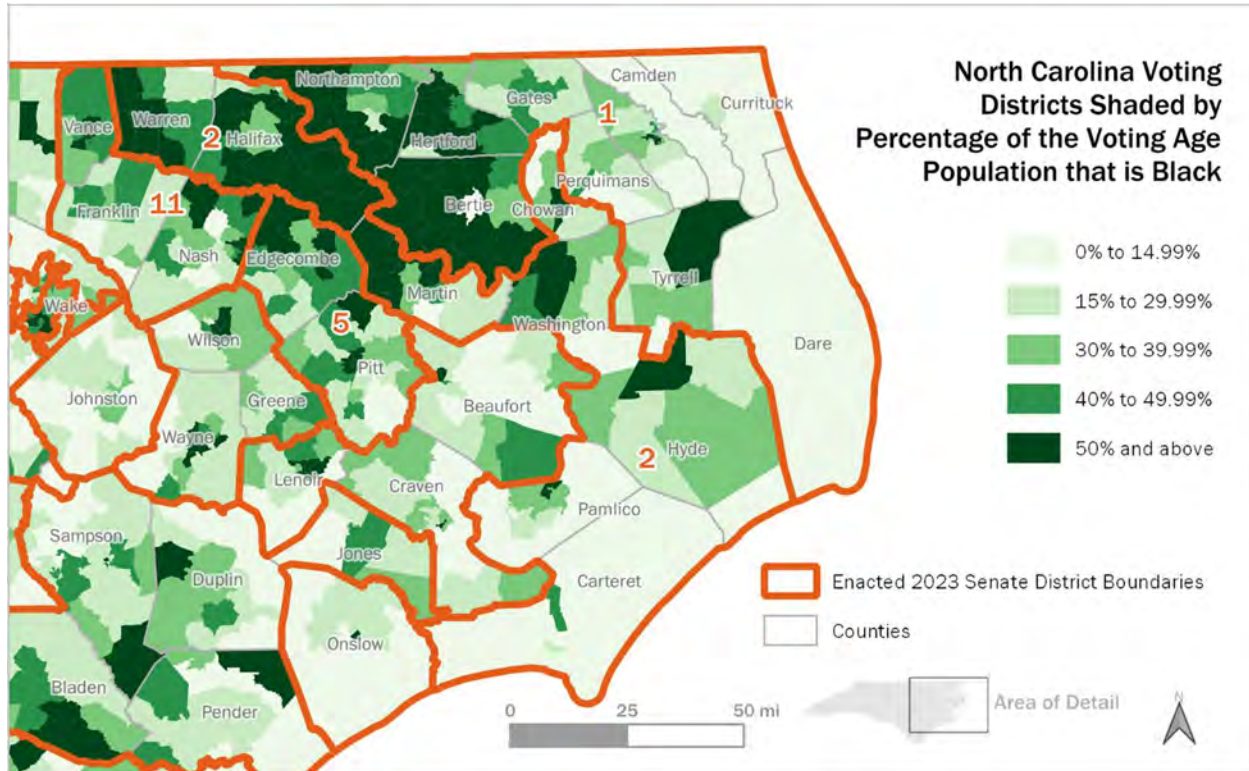 North Carolina Voting
Districts Shaded by
Percentage of the Voting Age
Population that is Black
0% to 14.99%
15% to 29.99%
30% to 39.99%
40% to 49.99%
50% and above
Enacted 2023 Senate District Boundaries
Counties
Area of Detail
N
0 25 50 mi
Northampton
Camden
Currituck
Gates
Vance
Warren
2
Halifax
Hertford
1
Perquimans
Franklin
11
Bertie
Chowan
Nash
Edgecombe
Tyrrell
Wake
Martin
Washington
5
Wilson
Dare
Pitt
Johnston
Greene
Beaufort
Wayne
Hyde
2
Lenoir
Craven
Pamlico
Sampson
Jones
Duplin
Carteret
Onslow
Bladen
Pender